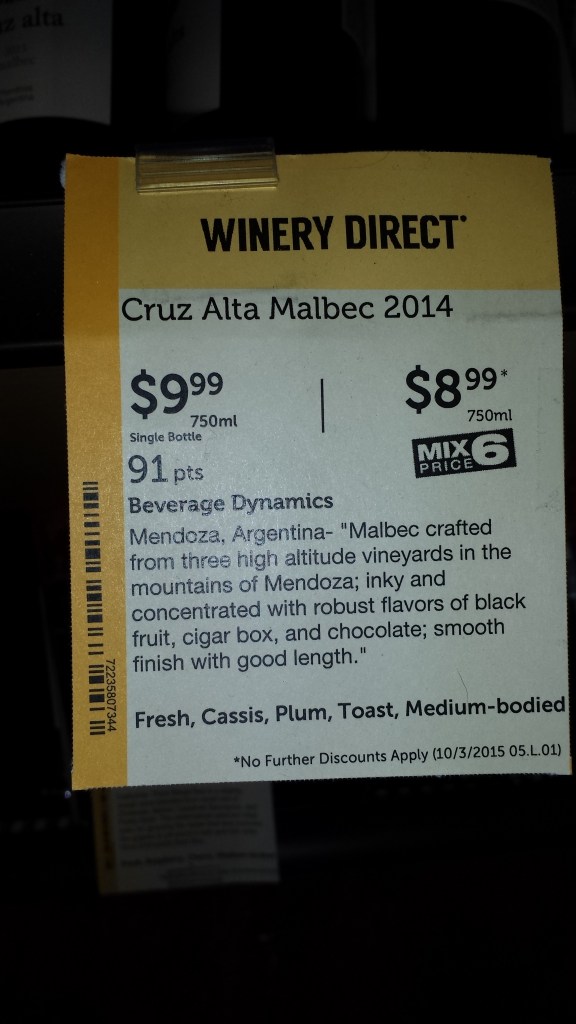 z alta
WINERY DIRECT*
Cruz Alta Malbec 2014
$9.99
750ml
Single Bottle
$8.99*
750ml
MIX 6
PRICE
91 pts
Beverage Dynamics
Mendoza, Argentina- "Malbec crafted
from three high altitude vineyards in the
mountains of Mendoza; inky and
concentrated with robust flavors of black
fruit, cigar box, and chocolate; smooth
finish with good length."
Fresh, Cassis, Plum, Toast, Medium-bodied
*No Further Discounts Apply (10/3/2015 05.L.01)
72235807344